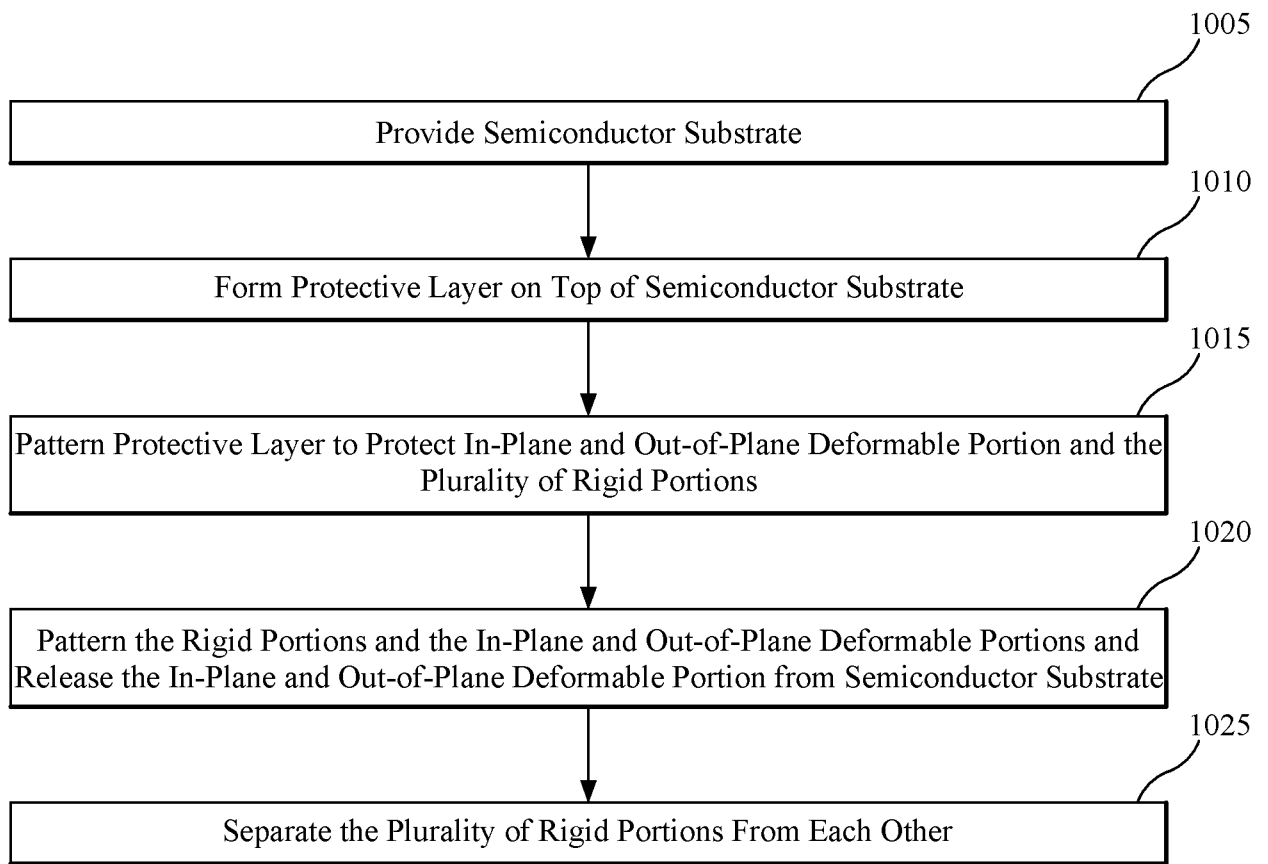 1005
Provide Semiconductor Substrate
1010
Form Protective Layer on Top of Semiconductor Substrate
1015
Pattern Protective Layer to Protect In-Plane and Out-of-Plane Deformable Portion and the
Plurality of Rigid Portions
1020
Pattern the Rigid Portions and the In-Plane and Out-of-Plane Deformable Portions and
Release the In-Plane and Out-of-Plane Deformable Portion from Semiconductor Substrate
1025
Separate the Plurality of Rigid Portions From Each Other